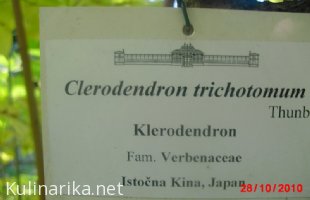 Clerodendron trichotomum
Thunb
Klerodendron
Fam. Verbenaceae
Istočna Kina, Japan
Kulinarika.net
28/10/2010